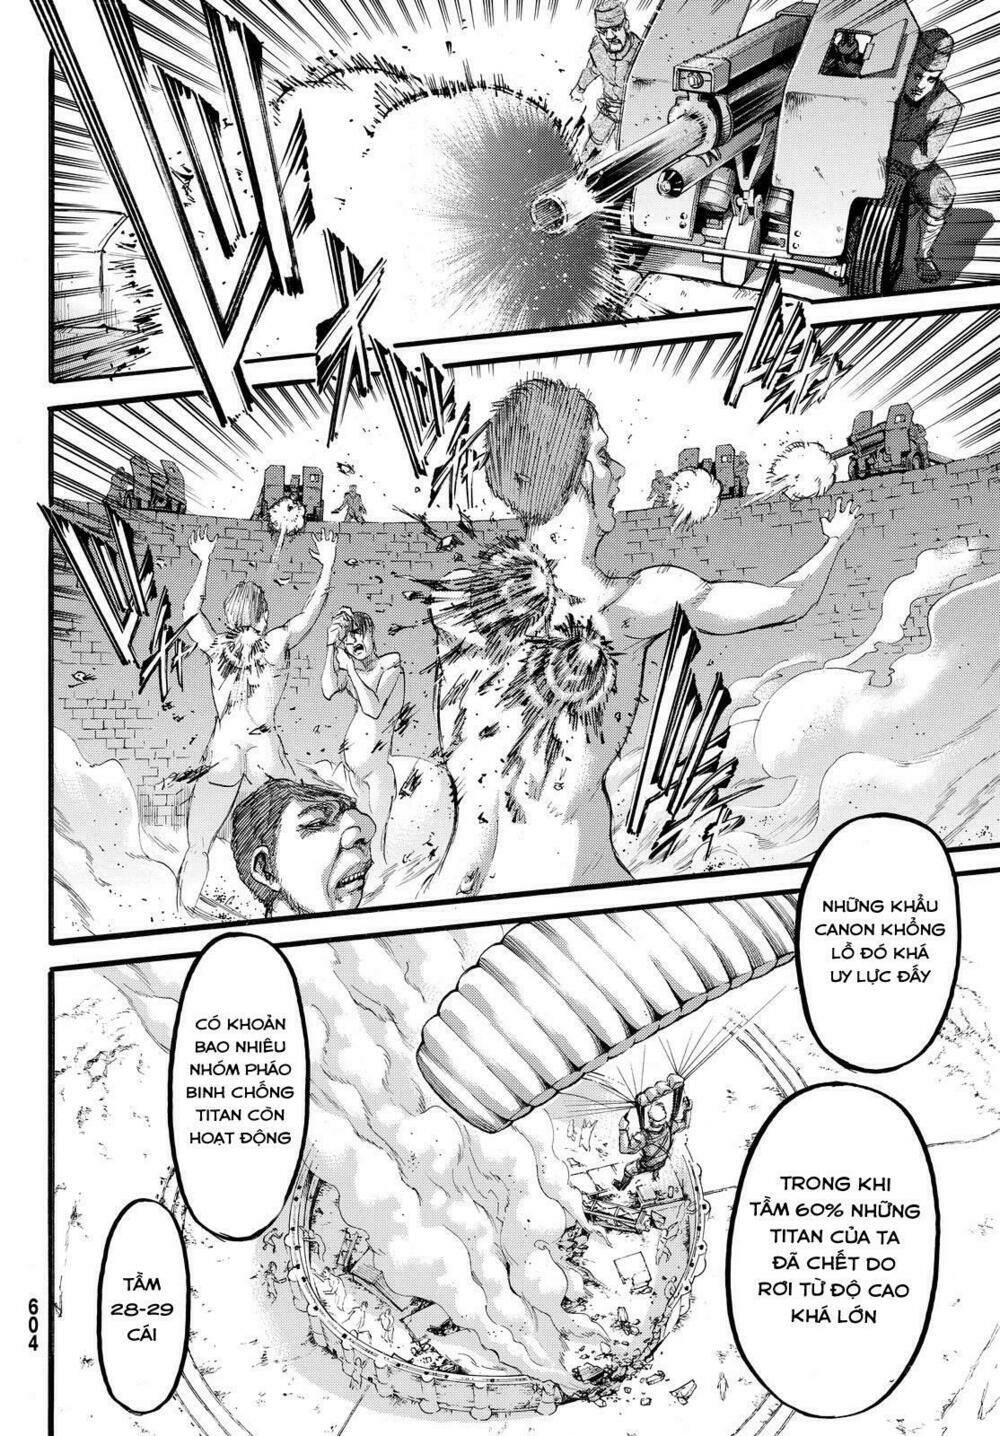 NHỮNG KHẨU
CANON KHỔNG
LỒ ĐÓ KHÁ
UY LỰC ĐẤY
TRONG KHI
TẦM 60% NHỮNG
TITAN CỦA TA
ĐÃ CHẾT DO
RƠI TỪ ĐỘ CAO
KHÁ LỚN
CÓ KHOẢN
BAO NHIÊU
NHÓM PHÁO
BINH CHỐNG
TITAN CÒN
HOẠT ĐỘNG
TẦM
28-29
CÁI
604